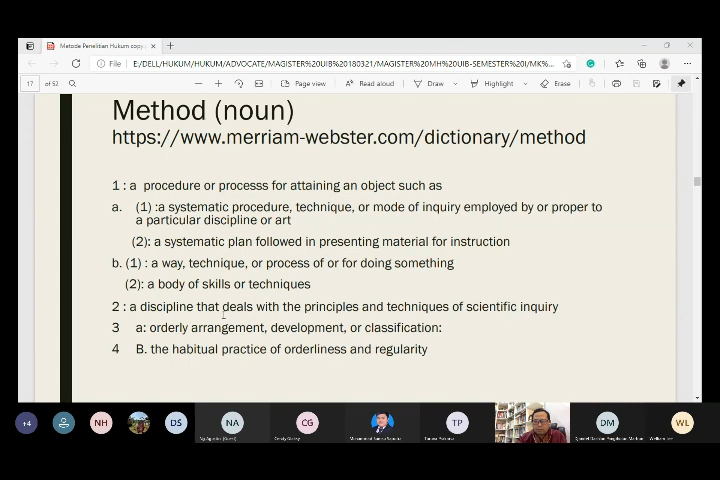 Metode Penelitian Hukum copy
File
E:/DELL/HUKUM/HUKUM/ADVOCATE/MAGISTER%20UIB%20180321/MAGISTER%20MH%20UIB-SEMESTER%20I/MK%...
17 of 52
Page view
Read aloud
Draw
Highlight
Erase
Method (noun)
https://www.merriam-webster.com/dictionary/method
1 : a procedure or processs for attaining an object such as
a. (1) :a systematic procedure, technique, or mode of inquiry employed by or proper to
a particular discipline or art
(2): a systematic plan followed in presenting material for instruction
b. (1) : a way, technique, or process of or for doing something
(2): a body of skills or techniques
2 : a discipline that deals with the principles and techniques of scientific inquiry
3 a: orderly arrangement, development, or classification:
4 B. the habitual practice of orderliness and regularity
+4
NH
DS
NA
CG
TP
DM
WL